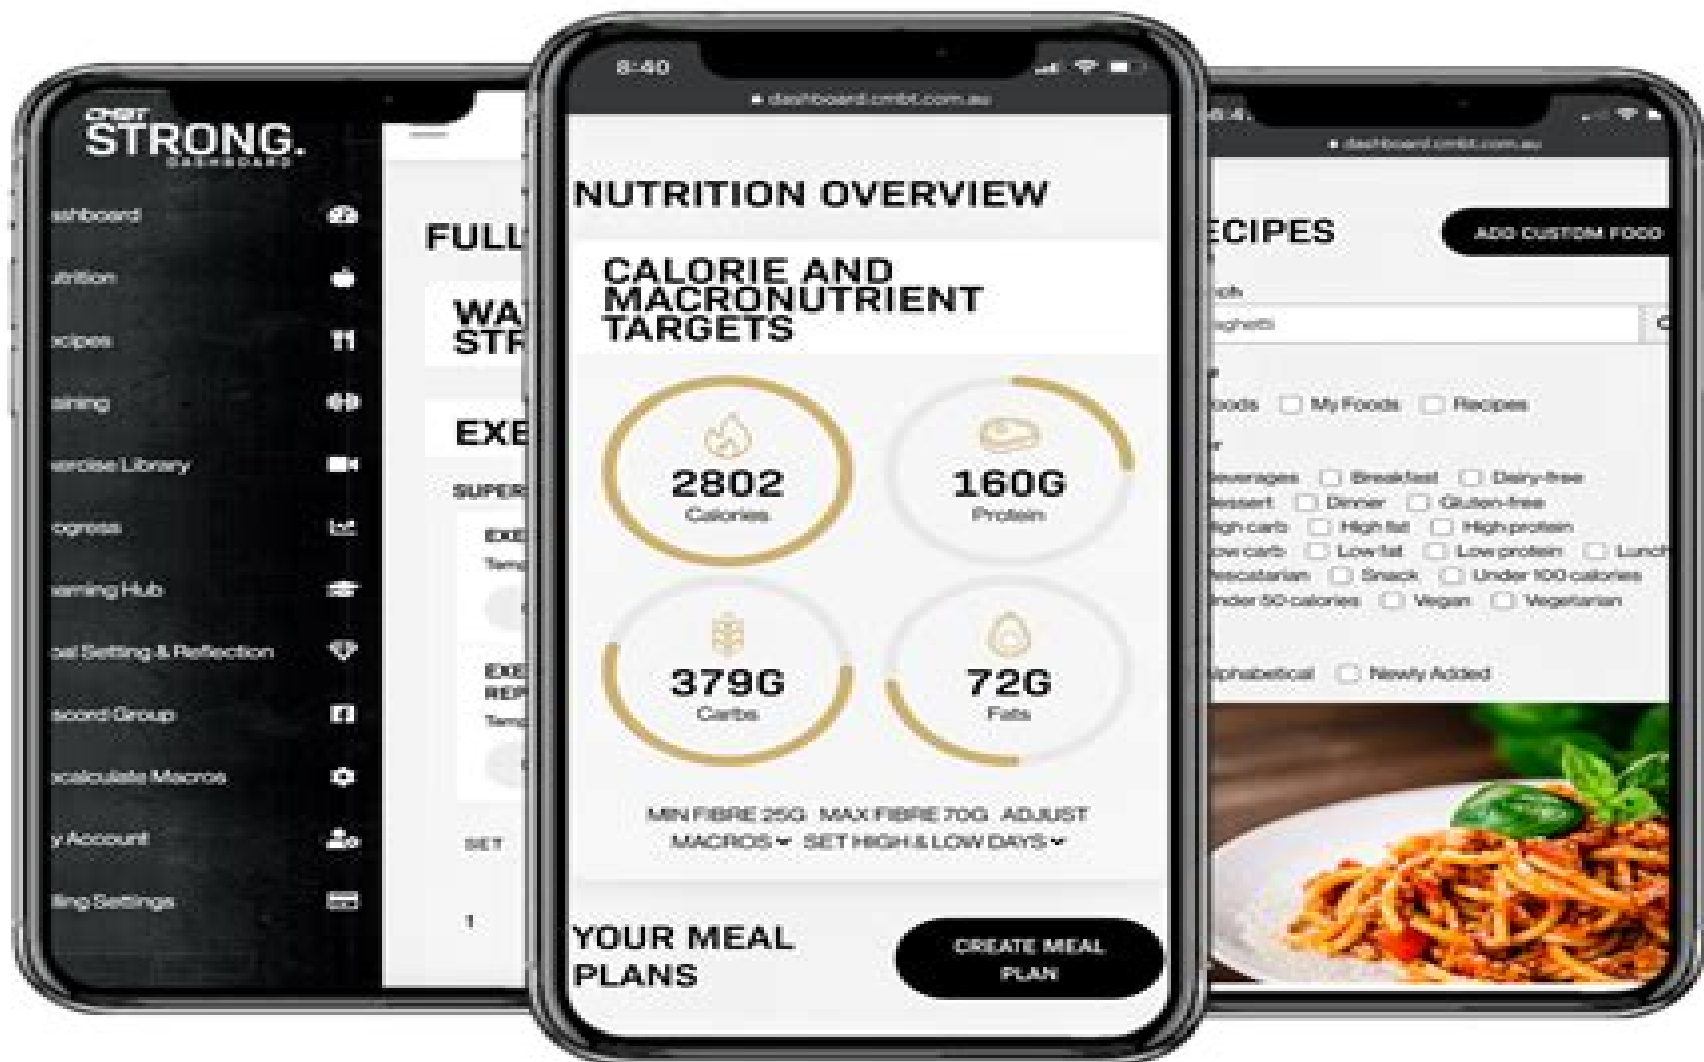 CMBT
STRONG.
DASHBOARD
ashboard
utrition
ecipes
aining
xercise Library
ogress
earning Hub
oal Setting & Reflection
scord Group
ecalculate Macros
y Account
lling Settings
FULL
WA
STR
EXE
SUPER
EXE
Temp
EXE
REP
Temp
SET
1
8:40
dashboard.cmbt.com.au
NUTRITION OVERVIEW
CALORIE AND
MACRONUTRIENT
TARGETS
2802
Calories
160G
Protein
379G
Carbs
72G
Fats
MIN FIBRE 25G MAX FIBRE 70G ADJUST
MACROS SET HIGH & LOW DAYS
YOUR MEAL
PLANS
CREATE MEAL
PLAN
dashboard.cmbt.com.au
ECIPES
ADD CUSTOM FOOD
ch
aghetti
oods My Foods Recipes
everages Breakfast Dairy-free
essert Dinner Gluten-free
igh carb High fat High protein
ow carb Low fat Low protein Lunch
escatarian Snack Under 100 calories
nder 50 calories Vegan Vegetarian
lphabetical Newly Added